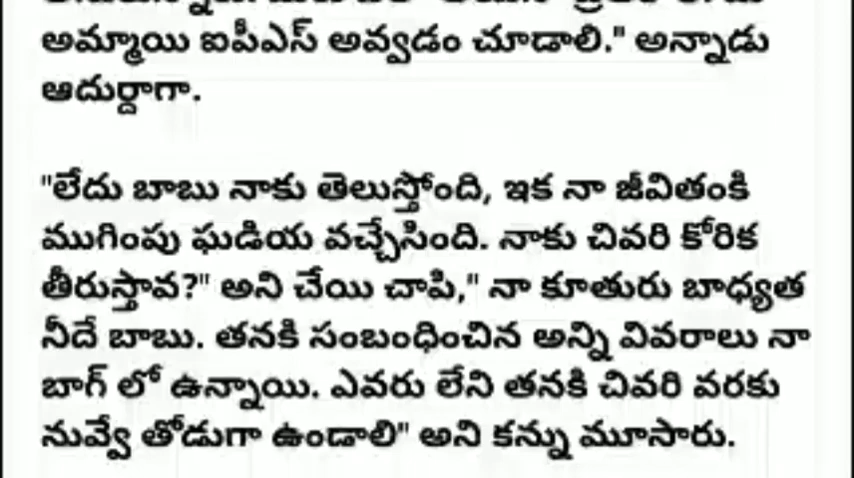 అమ్మాయి ఐపీఎస్ అవ్వడం చూడాలి." అన్నాడు
ఆదుర్దాగా.
"లేదు బాబు నాకు తెలుస్తోంది, ఇక నా జీవితంకి
ముగింపు ఘడియ వచ్చేసింది. నాకు చివరి కోరిక
తీరుస్తావ?" అని చేయి చాపి," నా కూతురు బాధ్యత
నీదే బాబు. తనకి సంబంధించిన అన్ని వివరాలు నా
బాగ్ లో ఉన్నాయి. ఎవరు లేని తనకి చివరి వరకు
నువ్వే తోడుగా ఉండాలి" అని కన్ను మూసారు.